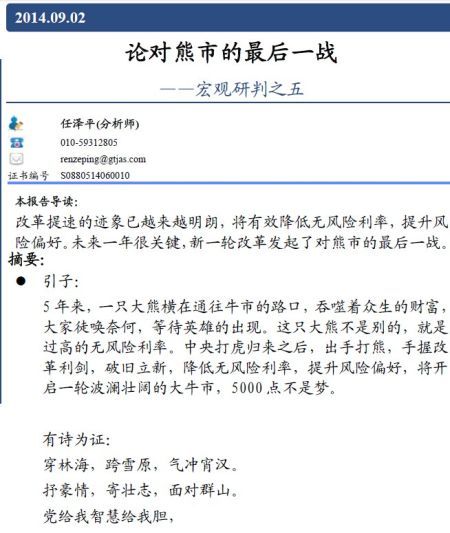 2014.09.02
论对熊市的最后一战
——宏观研判之五
任泽平(分析师)
010-59312805
renzeping@gtjas.com
证书编号 S0880514060010
本报告导读：
改革提速的迹象已越来越明朗，将有效降低无风险利率，提升风
险偏好。未来一年很关键，新一轮改革发起了对熊市的最后一战。
摘要：
● 引子：
5 年来，一只大熊横在通往牛市的路口，吞噬着众生的财富，
大家徒唤奈何，等待英雄的出现。这只大熊不是别的，就是
过高的无风险利率。中央打虎归来之后，出手打熊，手握改
革利剑，破旧立新，降低无风险利率，提升风险偏好，将开
启一轮波澜壮阔的大牛市，5000 点不是梦。
有诗为证：
穿林海，跨雪原，气冲宵汉。
抒豪情，寄壮志，面对群山。
党给我智慧给我胆，